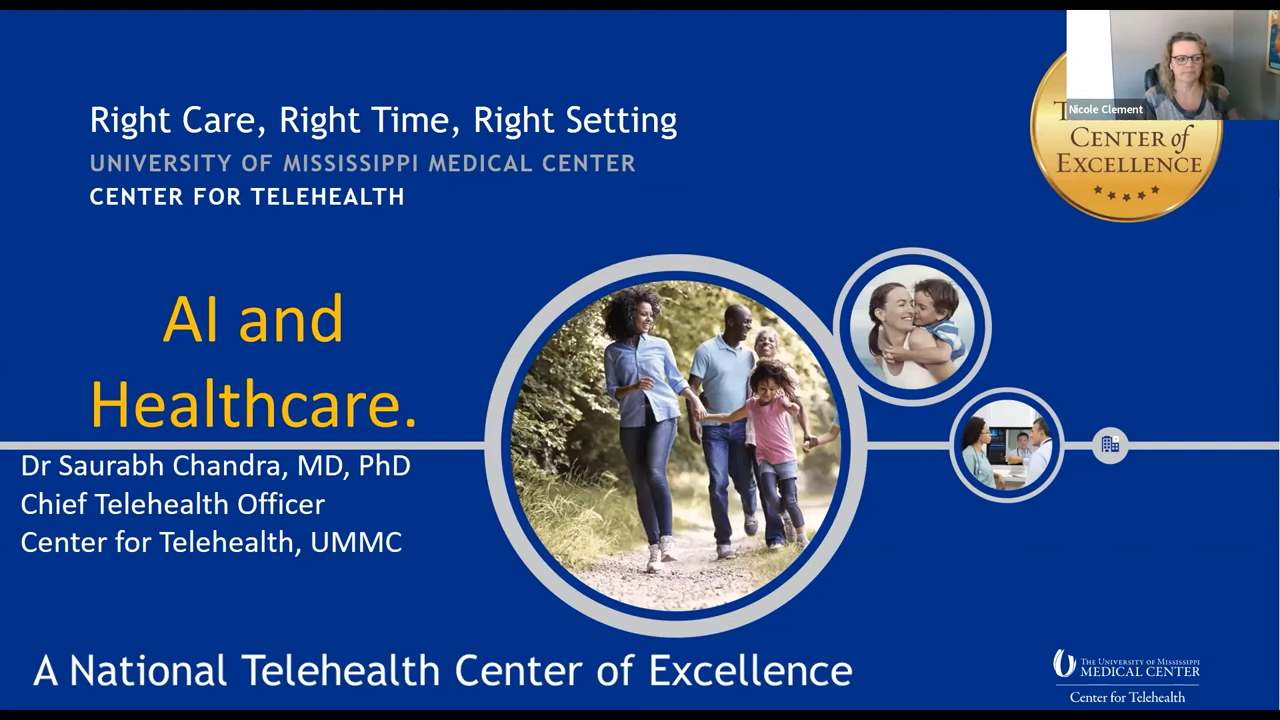 Right Care, Right Time, Right Setting
UNIVERSITY OF MISSISSIPPI MEDICAL CENTER
CENTER FOR TELEHEALTH
Nicole Clement
CENTER of
EXCELLENCE
AI and
Healthcare.
Dr Saurabh Chandra, MD, PhD
Chief Telehealth Officer
Center for Telehealth, UMMC
A National Telehealth Center of Excellence
THE UNIVERSITY OF MISSISSIPPI
MEDICAL CENTER
Center for Telehealth